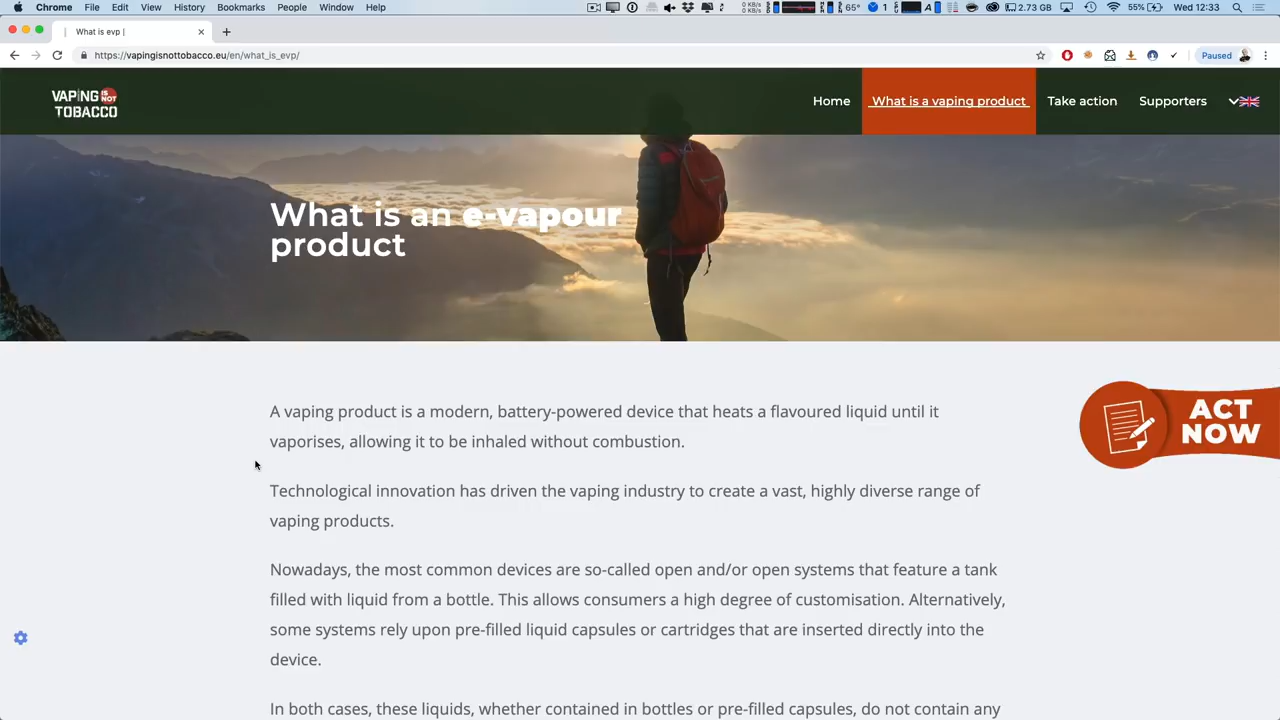 Chrome File Edit View History Bookmarks People Window Help
0 KB/s
0 KB/s
65° 1 2.73 GB 55% Wed 12:33
What is evp |
https://vapingisnottobacco.eu/en/what_is_evp/
Paused
VAPING IS NOT TOBACCO
Home What is a vaping product Take action Supporters
What is an e-vapour
product
A vaping product is a modern, battery-powered device that heats a flavoured liquid until it
vaporises, allowing it to be inhaled without combustion.
ACT
NOW
Technological innovation has driven the vaping industry to create a vast, highly diverse range of
vaping products.
Nowadays, the most common devices are so-called open and/or open systems that feature a tank
filled with liquid from a bottle. This allows consumers a high degree of customisation. Alternatively,
some systems rely upon pre-filled liquid capsules or cartridges that are inserted directly into the
device.
In both cases, these liquids, whether contained in bottles or pre-filled capsules, do not contain any